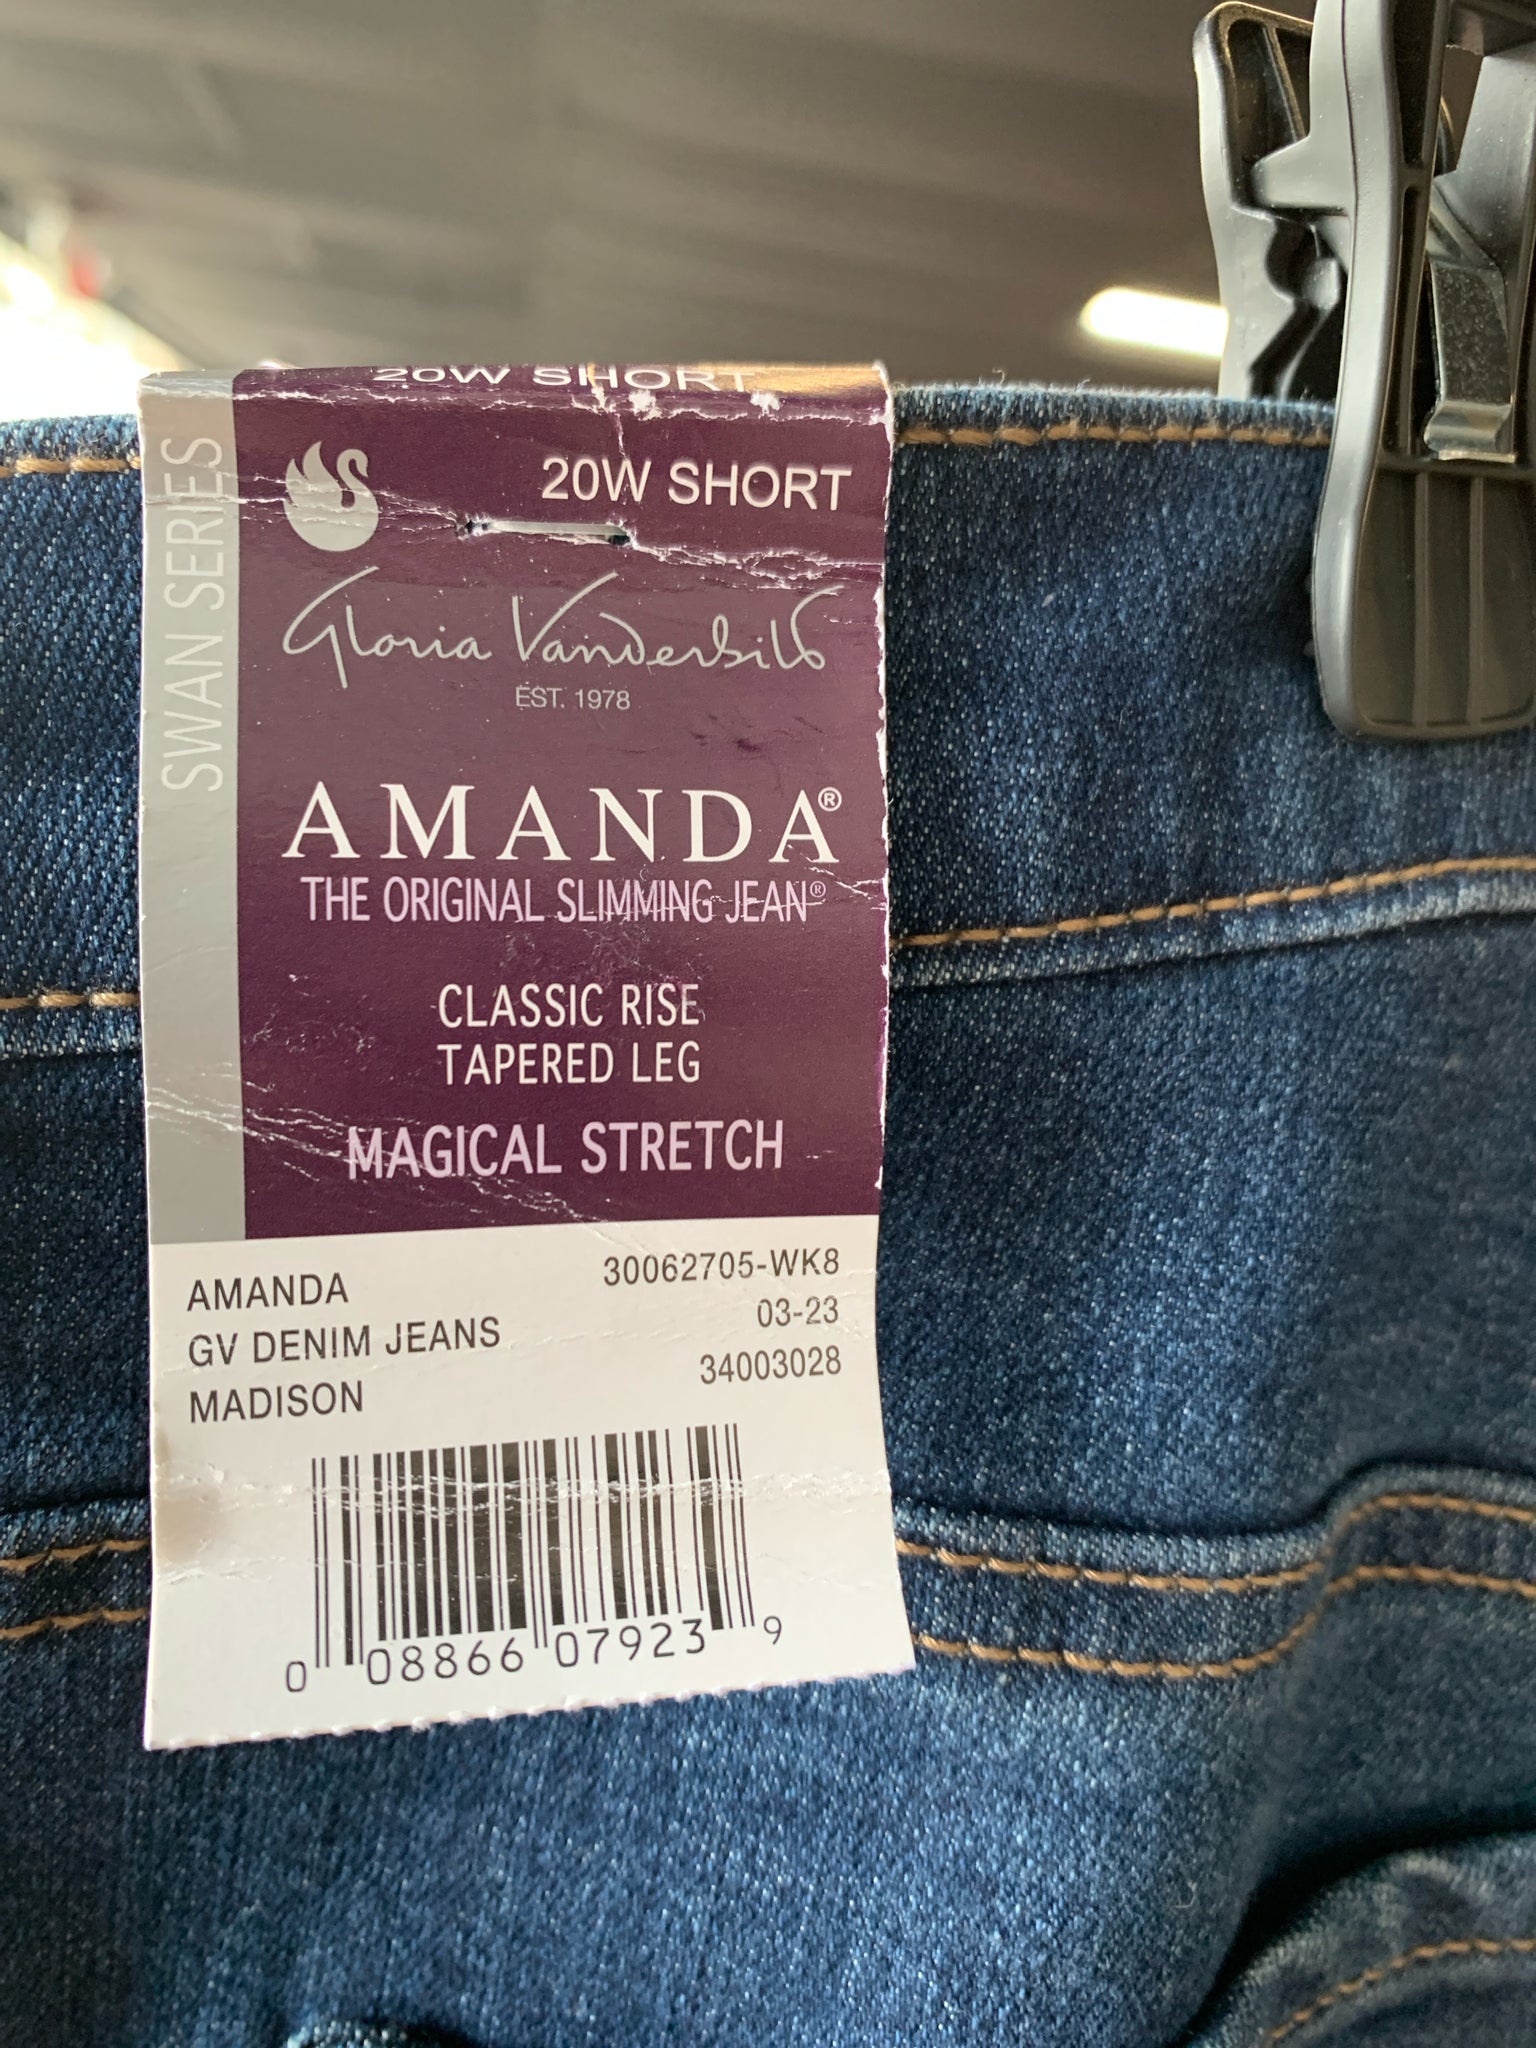 20W SHORT
20W SHORT
SWAN SERIES
Gloria Vanderbilt
EST. 1978
AMANDA®
THE ORIGINAL SLIMMING JEAN®
CLASSIC RISE
TAPERED LEG
MAGICAL STRETCH
AMANDA 30062705-WK8
GV DENIM JEANS 03-23
MADISON 34003028
0 08866 07923 9